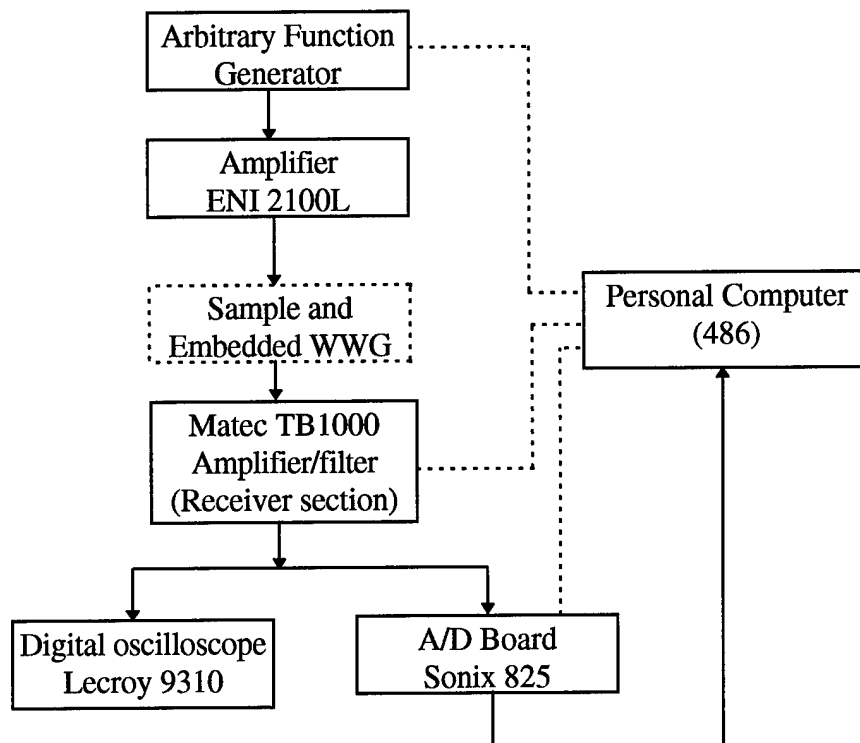 Arbitrary Function
Generator
Amplifier
ENI 2100L
Sample and
Embedded WWG
Personal Computer
(486)
Matec TB1000
Amplifier/filter
(Receiver section)
Digital oscilloscope
Lecroy 9310
A/D Board
Sonix 825